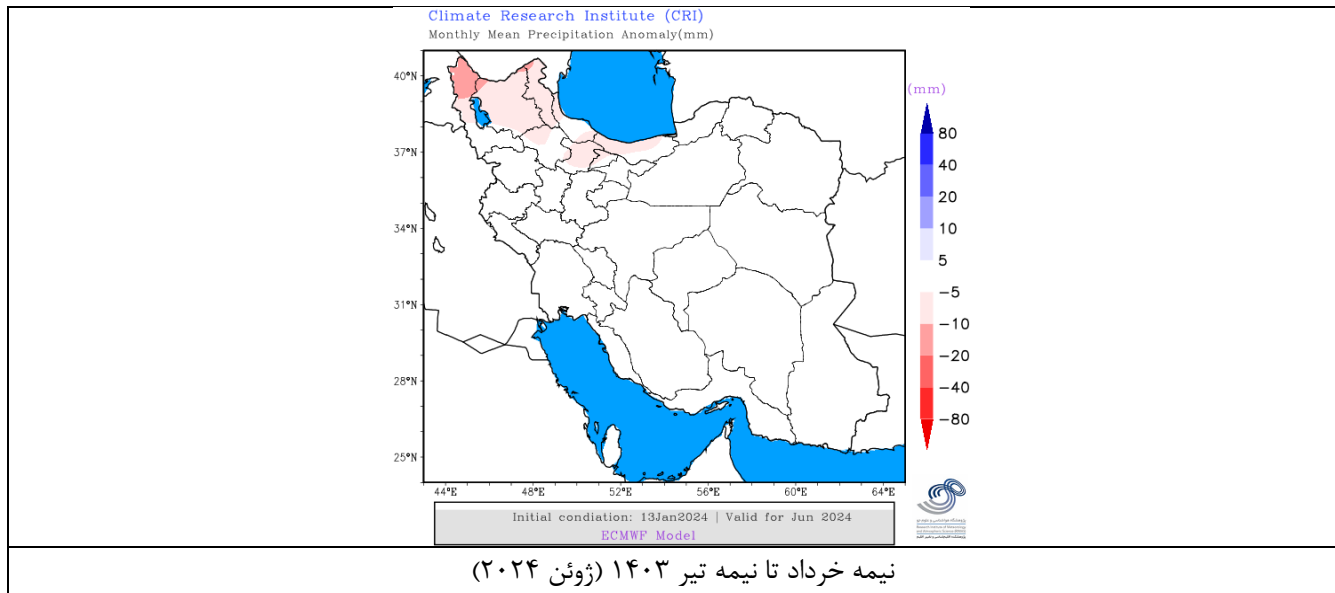 Climate Research Institute (CRI)
Monthly Mean Precipitation Anomaly(mm)
40°N
37°N
34°N
31°N
28°N
25°N
44°E 48°E 52°E 56°E 60°E 64°E
(mm)
80
40
20
10
5
−5
−10
−20
−40
−80
Initial condiation: 13Jan2024 | Valid for Jun 2024
ECMWF Model
نیمه خرداد تا نیمه تیر ۱۴۰۳ (ژوئن ۲۰۲۴)